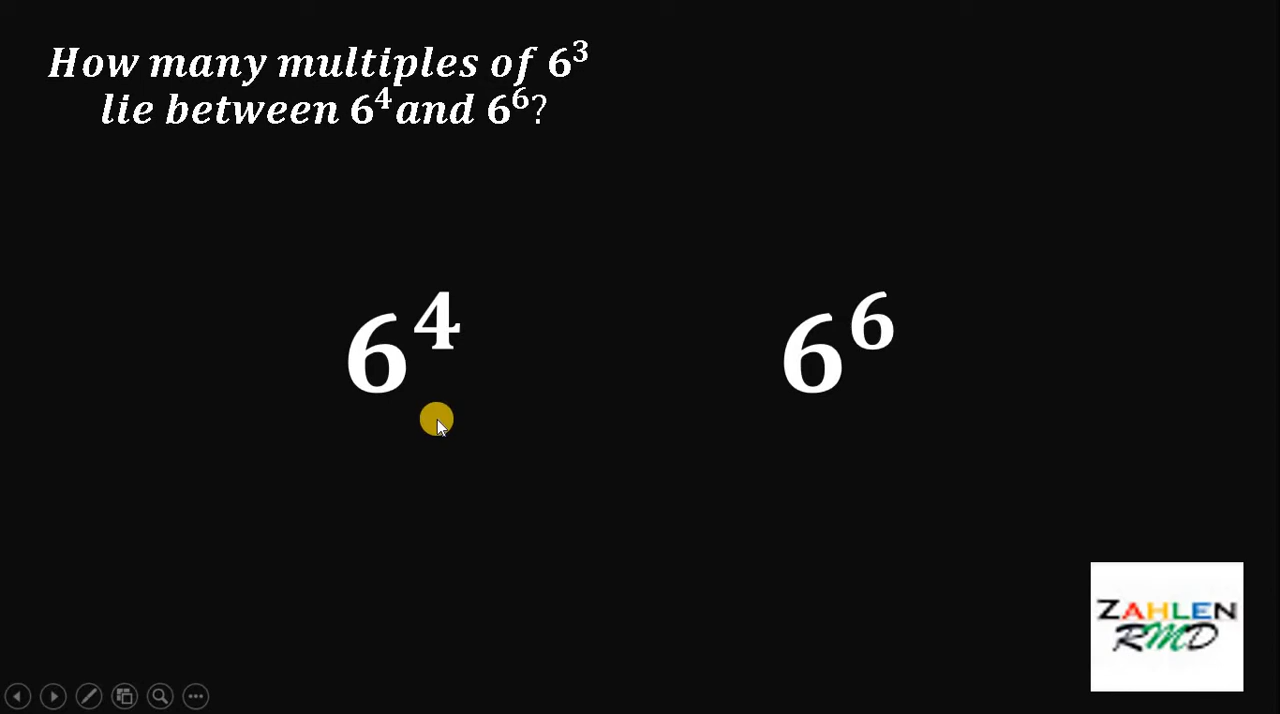 How many multiples of 6³
lie between 6⁴ and 6⁶?
6⁴ 6⁶
ZAHLEN
RMD